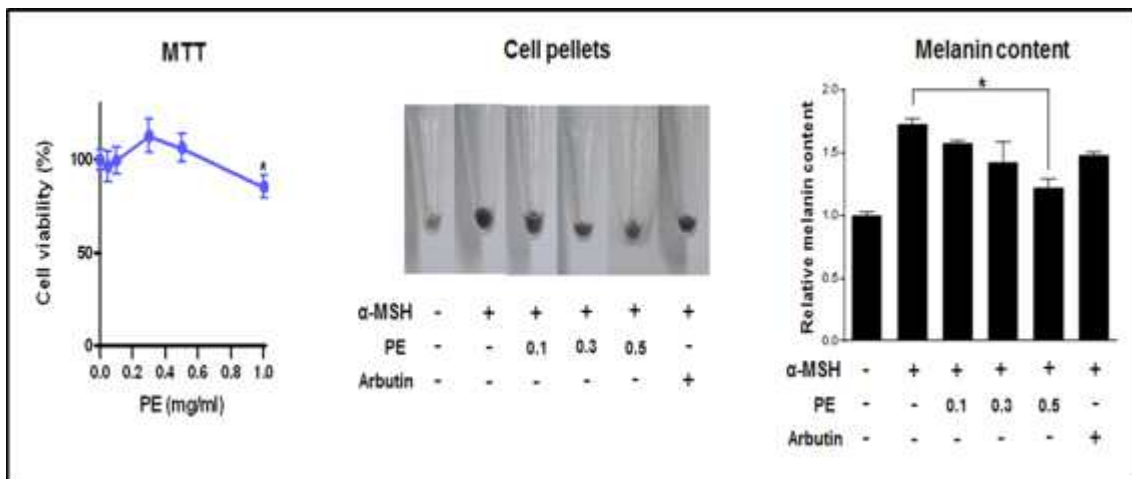 MTT
Cell viability (%)
100
50
0
*
0.0 0.2 0.4 0.6 0.8 1.0
PE (mg/ml)
Cell pellets
α-MSH - + + + + +
PE - - 0.1 0.3 0.5 -
Arbutin - - - - - +
Melanin content
Relative melanin content
2.0
1.5
1.0
0.5
0.0
*
α-MSH - + + + + +
PE - - 0.1 0.3 0.5 -
Arbutin - - - - - +